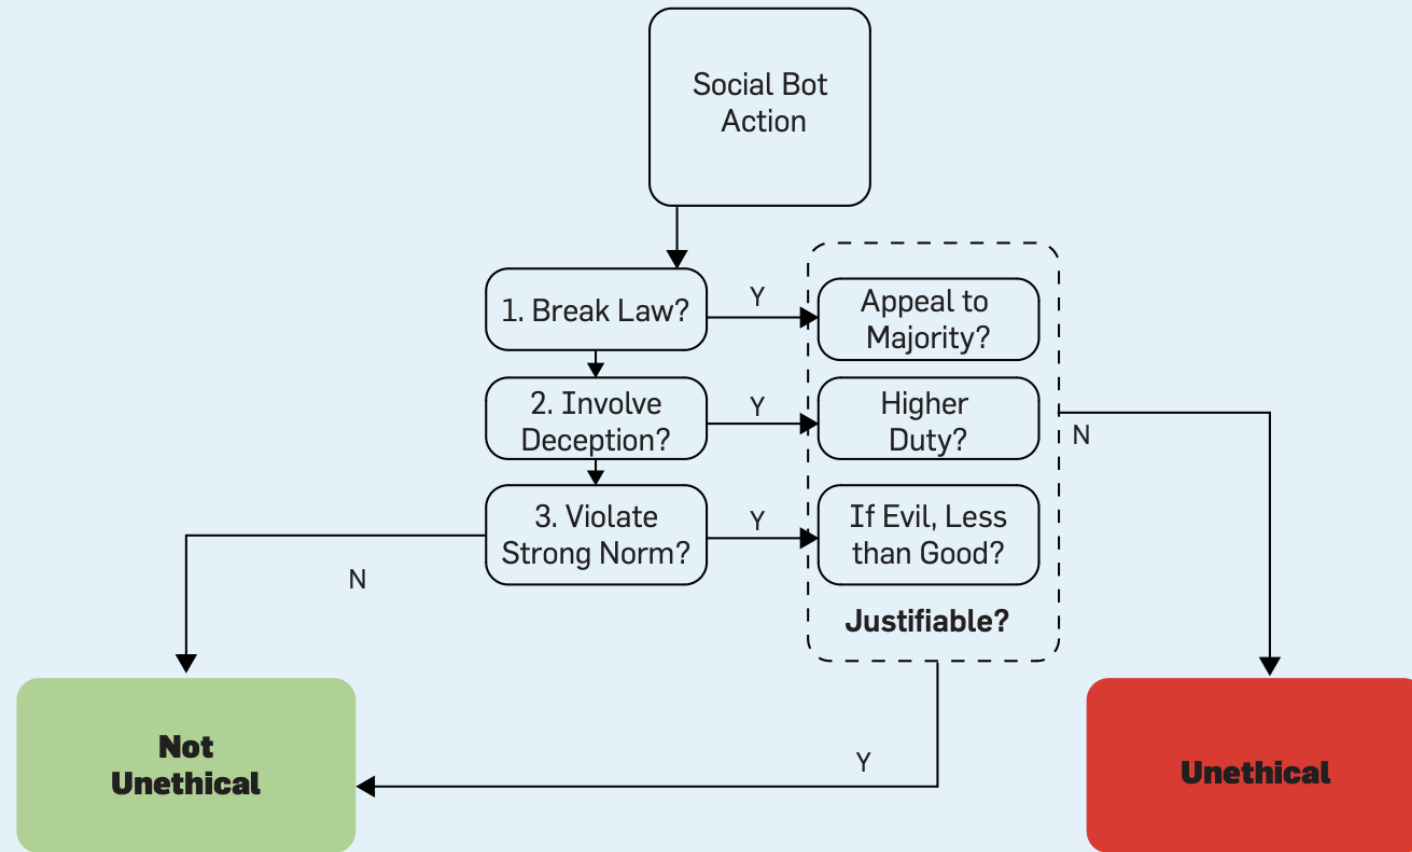 Social Bot
Action
1. Break Law?
Y
Appeal to
Majority?
2. Involve
Deception?
Y
Higher
Duty?
N
3. Violate
Strong Norm?
Y
If Evil, Less
than Good?
N
Justifiable?
Not
Unethical
Y
Unethical